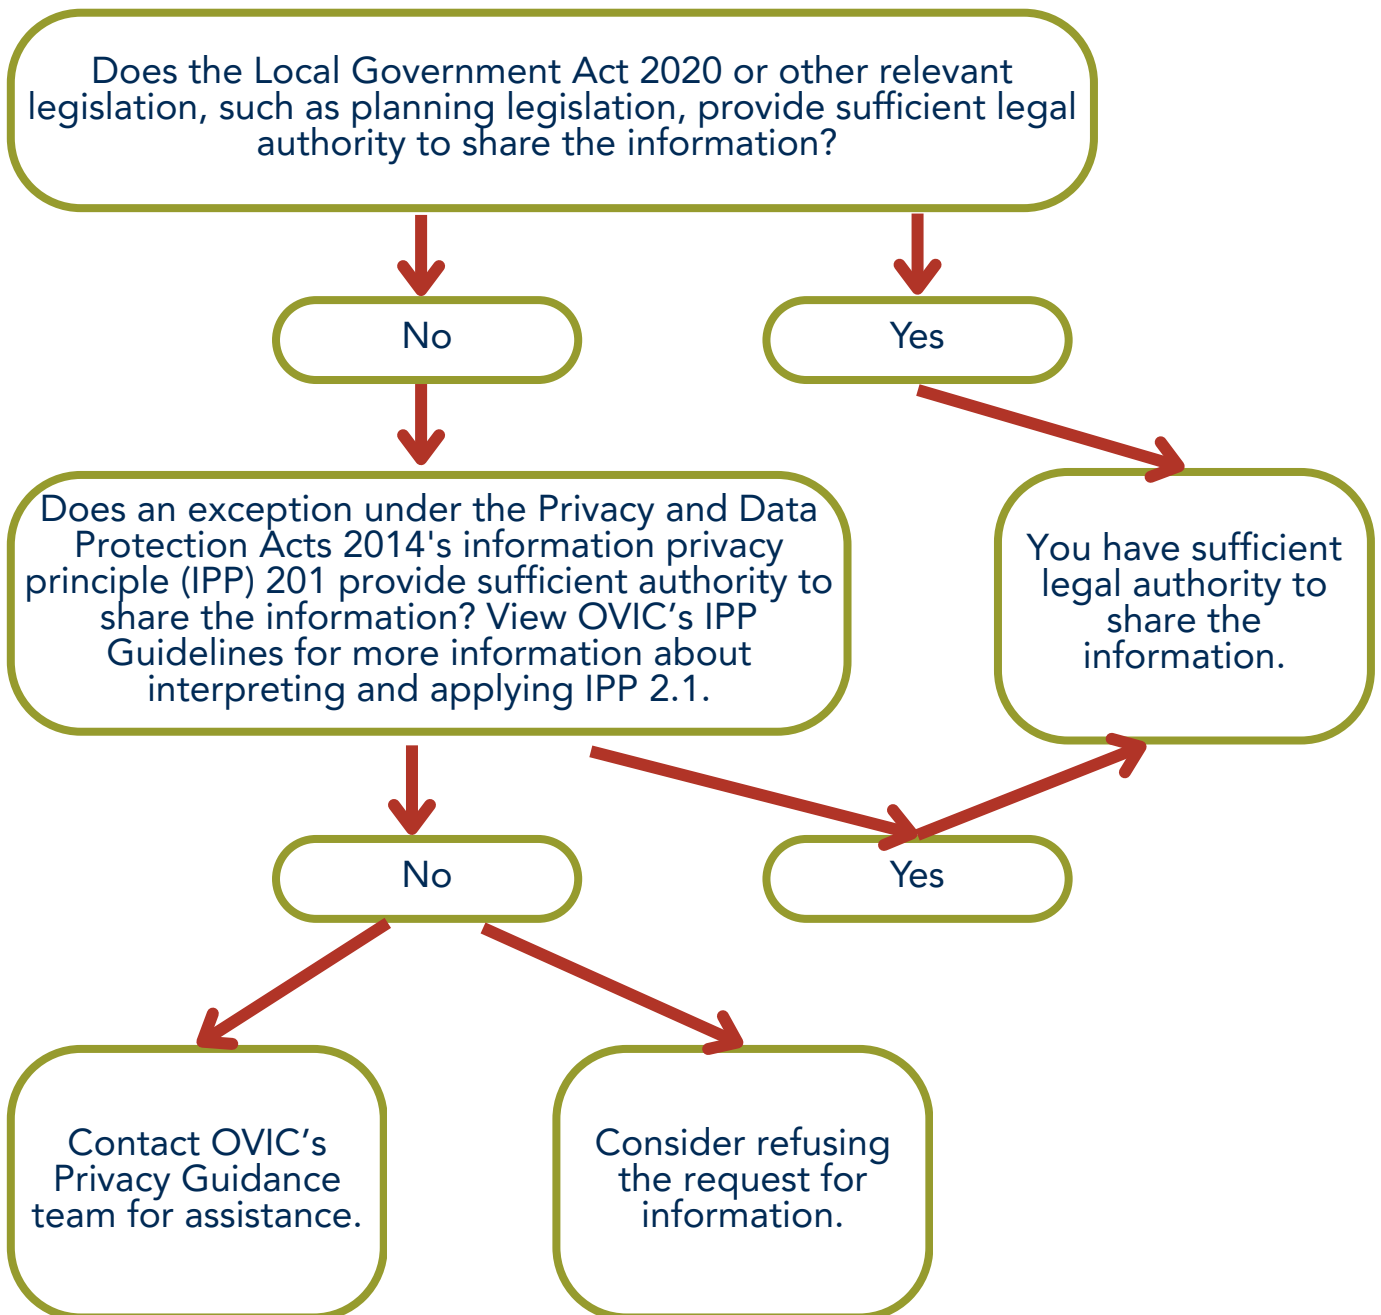 Does the Local Government Act 2020 or other relevant
legislation, such as planning legislation, provide sufficient legal
authority to share the information?
No
Yes
Does an exception under the Privacy and Data
Protection Acts 2014's information privacy
principle (IPP) 201 provide sufficient authority to
share the information? View OVIC’s IPP
Guidelines for more information about
interpreting and applying IPP 2.1.
You have sufficient
legal authority to
share the
information.
No
Yes
Contact OVIC’s
Privacy Guidance
team for assistance.
Consider refusing
the request for
information.